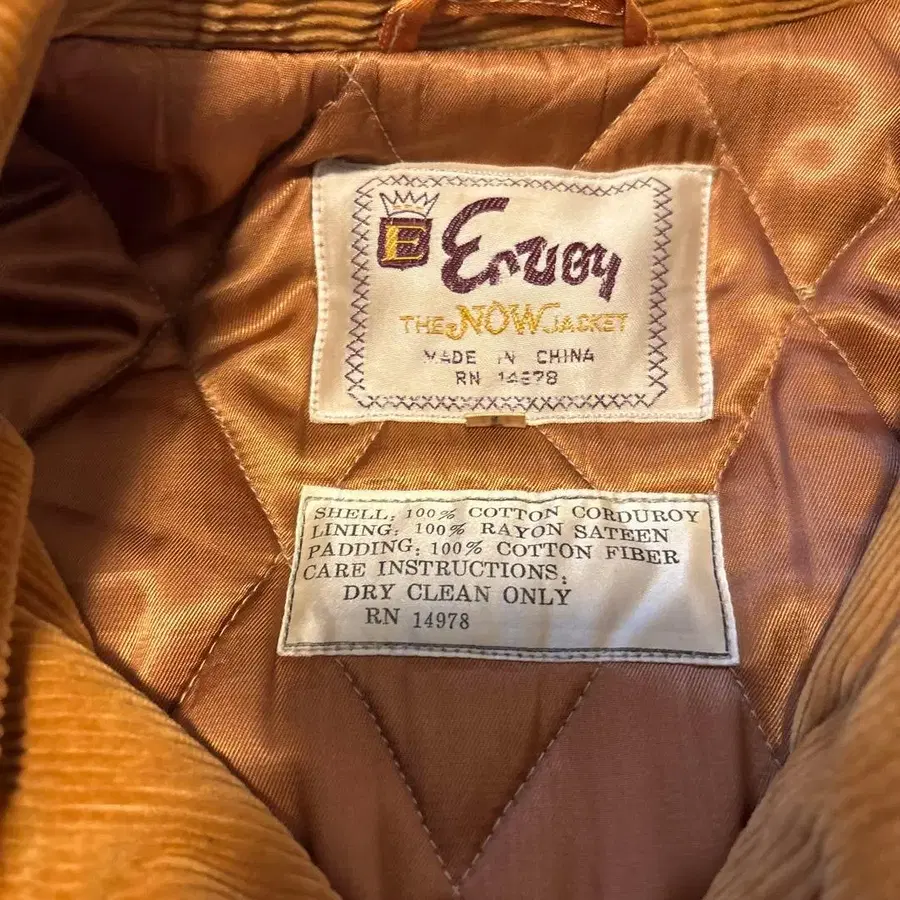 E Envoy
THE NOW JACKET
MADE IN CHINA
RN 14978
SHELL: 100% COTTON CORDUROY
LINING: 100% RAYON SATEEN
PADDING: 100% COTTON FIBER
CARE INSTRUCTIONS:
DRY CLEAN ONLY
RN 14978